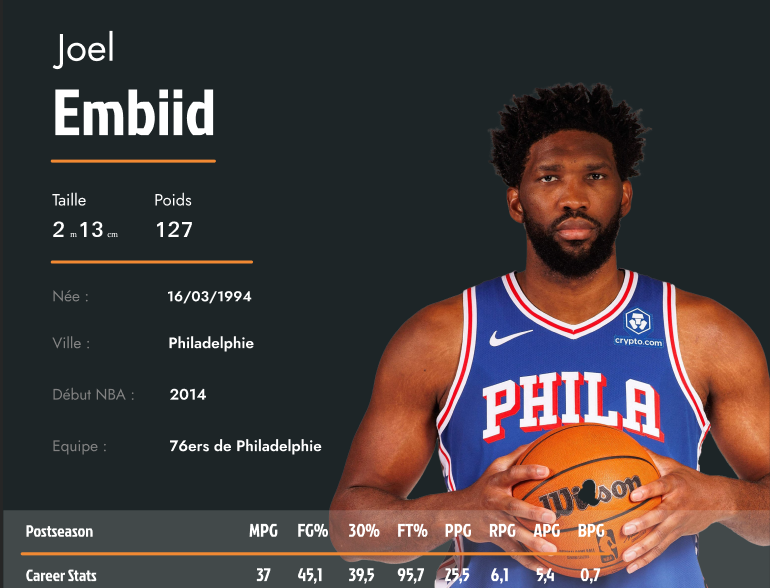 Joel
Embiid
Taille Poids
2 m 13 cm 127
Née : 16/03/1994
Ville : Philadelphie
Début NBA : 2014
Equipe : 76ers de Philadelphie
crypto.com
PHILA
Wilson
Postseason MPG FG% 30% FT% PPG RPG APG BPG
Career Stats 37 45,1 39,5 95,7 25,5 6,1 5,4 0,7